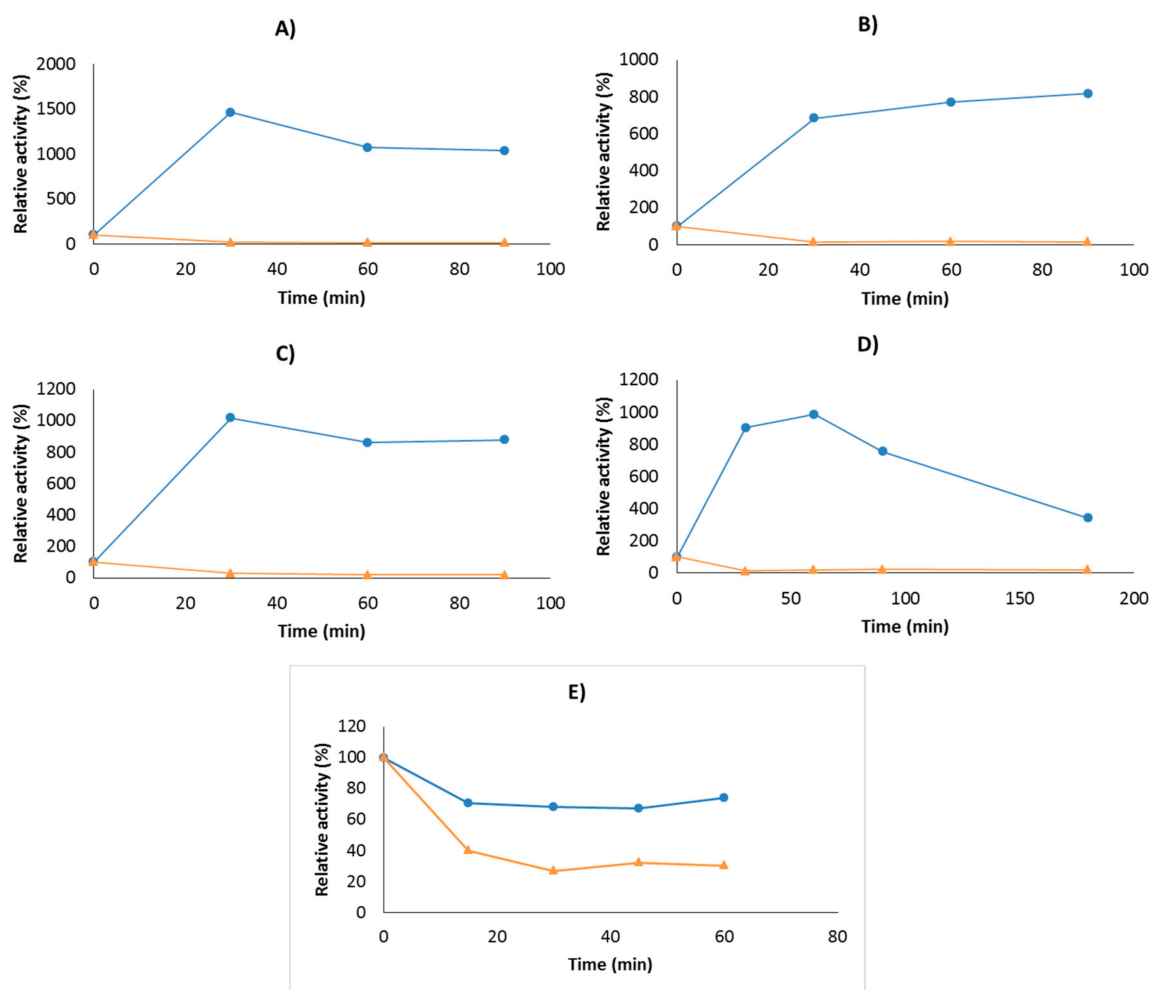 A)
Relative activity (%)
2000
1500
1000
500
0
0 20 40 60 80 100
Time (min)
B)
Relative activity (%)
1000
800
600
400
200
0
0 20 40 60 80 100
Time (min)
C)
Relative activity (%)
1200
1000
800
600
400
200
0
0 20 40 60 80 100
Time (min)
D)
Relative activity (%)
1200
1000
800
600
400
200
0
0 50 100 150 200
Time (min)
E)
Relative activity (%)
120
100
80
60
40
20
0
0 20 40 60 80
Time (min)